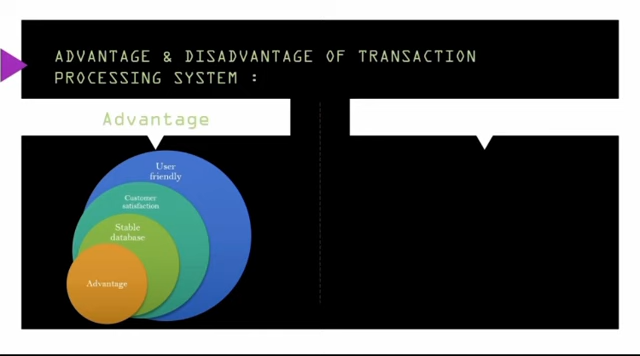 ADVANTAGE & DISADVANTAGE OF TRANSACTION
PROCESSING SYSTEM :
Advantage
User
friendly
Customer
satisfaction
Stable
database
Advantage